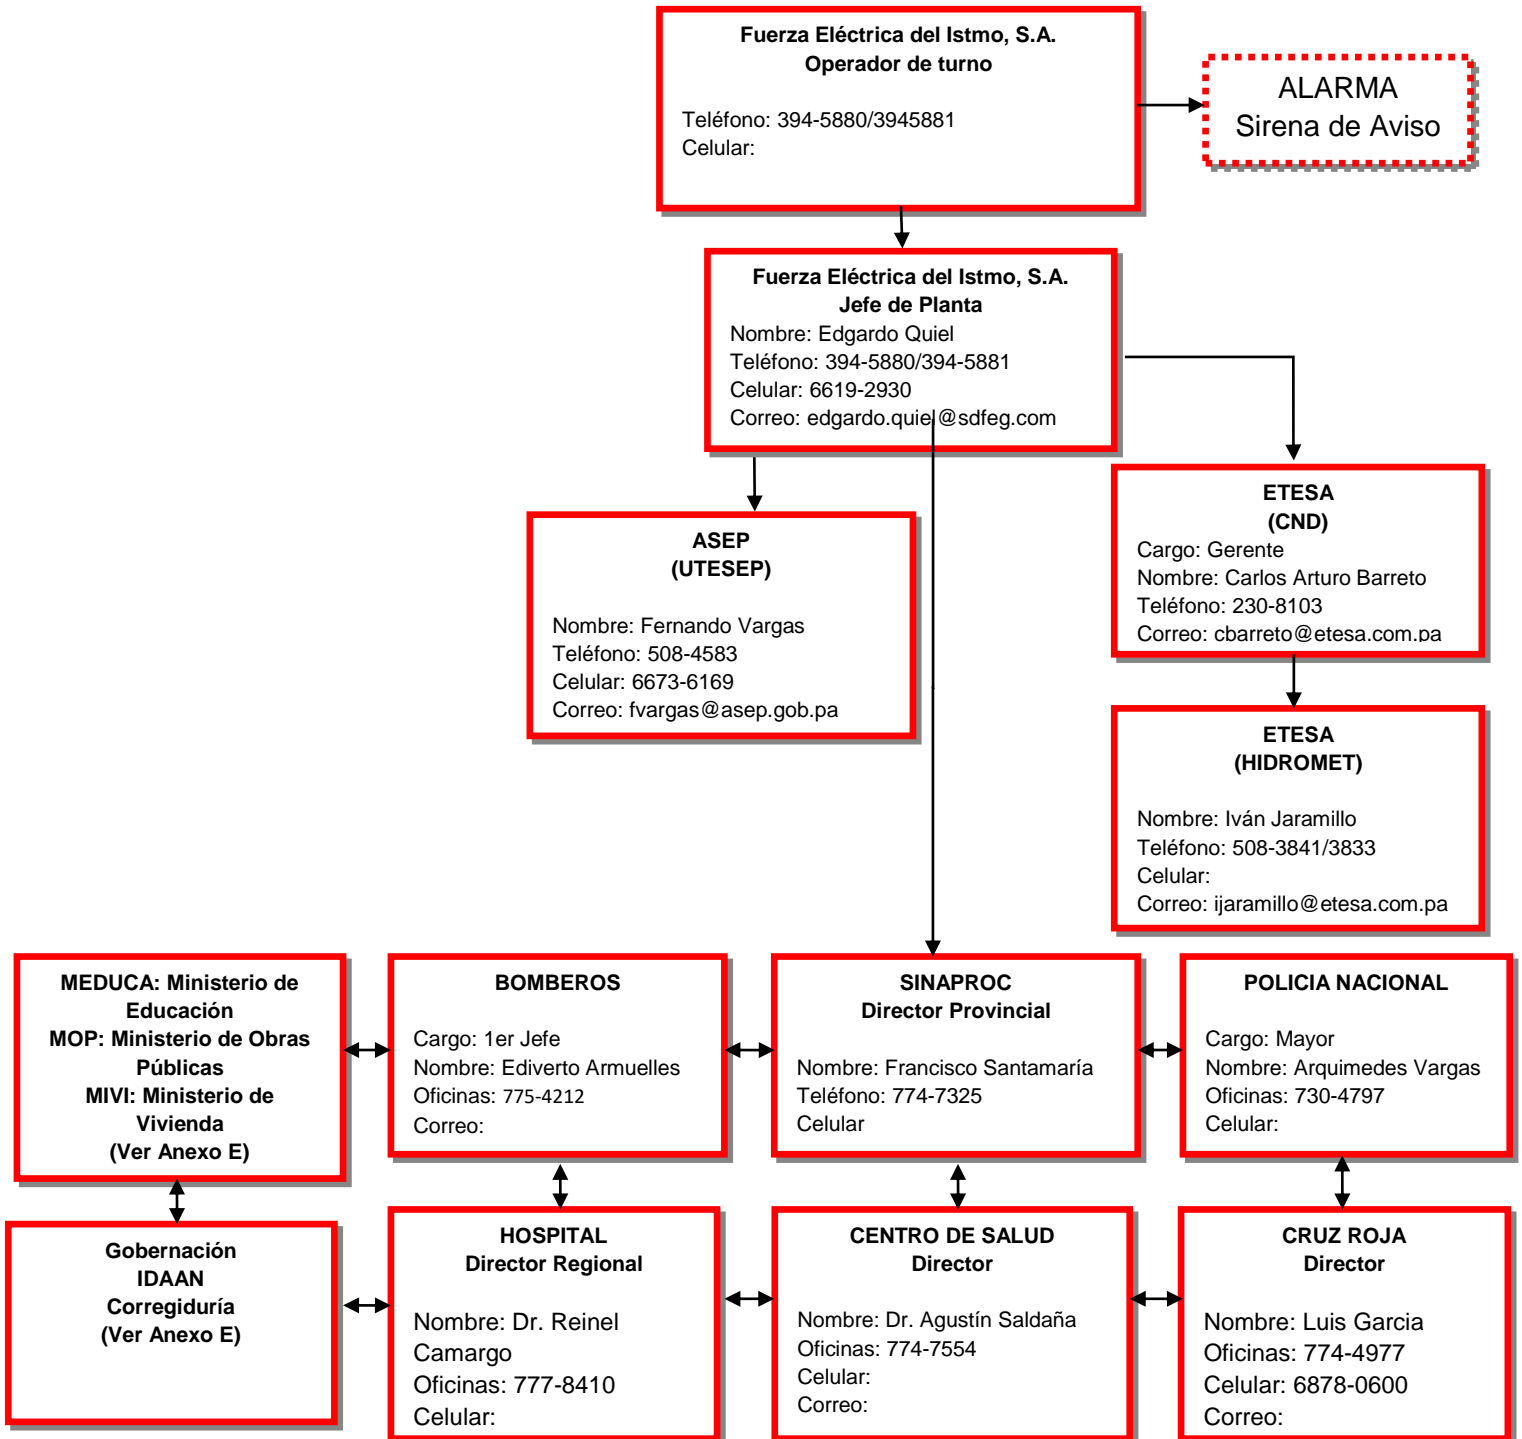 Fuerza Eléctrica del Istmo, S.A.
Operador de turno
Teléfono: 394-5880/3945881
Celular:
ALARMA
Sirena de Aviso
Fuerza Eléctrica del Istmo, S.A.
Jefe de Planta
Nombre: Edgardo Quiel
Teléfono: 394-5880/394-5881
Celular: 6619-2930
Correo: edgardo.quiel@sdfeg.com
ASEP
(UTESEP)
Nombre: Fernando Vargas
Teléfono: 508-4583
Celular: 6673-6169
Correo: fvargas@asep.gob.pa
ETESA
(CND)
Cargo: Gerente
Nombre: Carlos Arturo Barreto
Teléfono: 230-8103
Correo: cbarreto@etesa.com.pa
ETESA
(HIDROMET)
Nombre: Iván Jaramillo
Teléfono: 508-3841/3833
Celular:
Correo: ijaramillo@etesa.com.pa
MEDUCA: Ministerio de
Educación
MOP: Ministerio de Obras
Públicas
MIVI: Ministerio de
Vivienda
(Ver Anexo E)
BOMBEROS
Cargo: 1er Jefe
Nombre: Ediverto Armuelles
Oficinas: 775-4212
Correo:
SINAPROC
Director Provincial
Nombre: Francisco Santamaría
Teléfono: 774-7325
Celular
POLICIA NACIONAL
Cargo: Mayor
Nombre: Arquimedes Vargas
Oficinas: 730-4797
Celular:
Gobernación
IDAAN
Corregiduría
(Ver Anexo E)
HOSPITAL
Director Regional
Nombre: Dr. Reinel
Camargo
Oficinas: 777-8410
Celular:
CENTRO DE SALUD
Director
Nombre: Dr. Agustín Saldaña
Oficinas: 774-7554
Celular:
Correo:
CRUZ ROJA
Director
Nombre: Luis Garcia
Oficinas: 774-4977
Celular: 6878-0600
Correo: